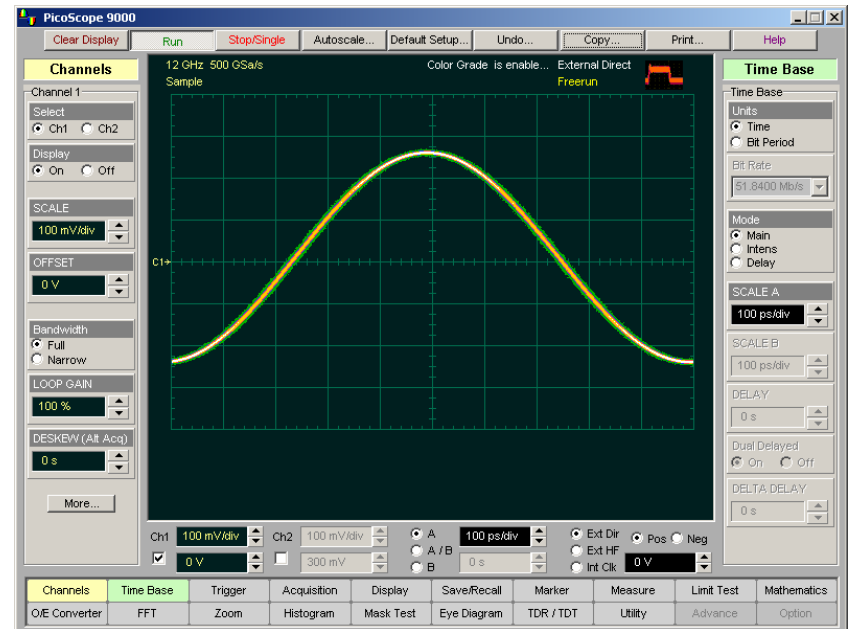 PicoScope 9000
Clear Display
Run
Stop/Single
Autoscale...
Default Setup...
Undo...
Copy...
Print...
Help
Channels
Channel 1
Select
Ch1 Ch2
Display
On Off
SCALE
100 mV/div
OFFSET
0 V
Bandwidth
Full
Narrow
LOOP GAIN
100 %
DESKEW (Alt Acq)
0 s
More...
12 GHz 500 GSa/s
Color Grade is enable...
External Direct
Sample
Freerun
C1
Time Base
Time Base
Units
Time
Bit Period
Bit Rate
51.8400 Mb/s
Mode
Main
Intens
Delay
SCALE A
100 ps/div
SCALE B
100 ps/div
DELAY
0 s
Dual Delayed
On Off
DELTA DELAY
0 s
Ch1 100 mV/div Ch2 100 mV/div A 100 ps/div Ext Dir Pos Neg
A / B Ext HF
0 V 300 mV B 0 s Int Clk 0 V
Channels Time Base Trigger Acquisition Display Save/Recall Marker Measure Limit Test Mathematics
O/E Converter FFT Zoom Histogram Mask Test Eye Diagram TDR / TDT Utility Advance Option